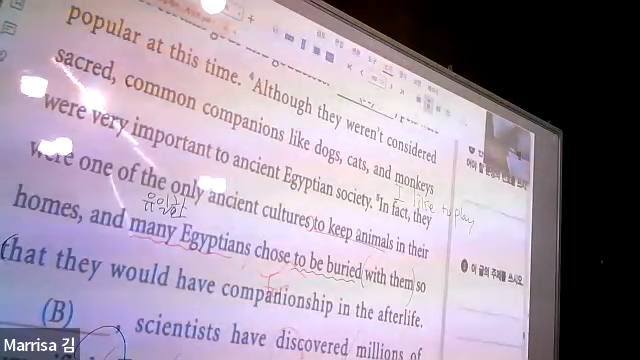 popular at this time. ⁴Although they weren't considered
sacred, common companions like dogs, cats, and monkeys
were very important to ancient Egyptian society. ⁵In fact, they
I like to play
were one of the only ancient cultures to keep animals in their
유일한
homes, and many Egyptians chose to be buried (with them) so
that they would have companionship in the afterlife.
(B)
scientists have discovered millions of
이 글의 주제를 쓰시오
Marrisa 김